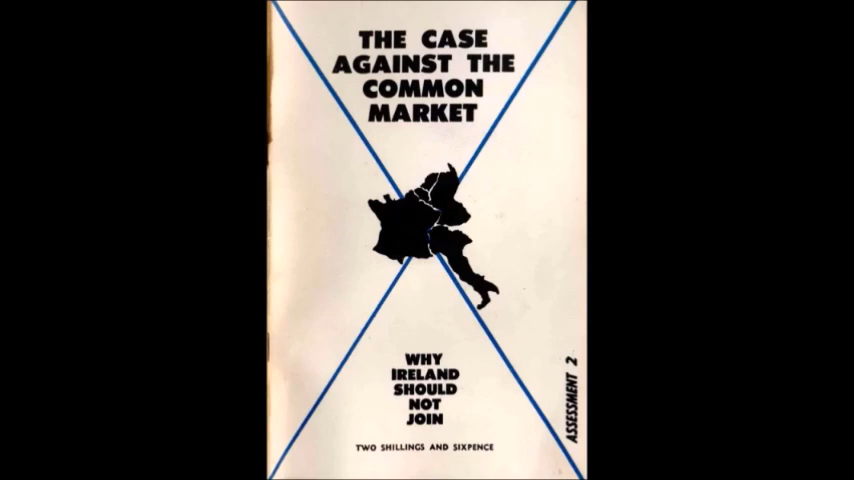 THE CASE
AGAINST THE
COMMON
MARKET
WHY
IRELAND
SHOULD
NOT
JOIN
TWO SHILLINGS AND SIXPENCE
ASSESSMENT 2